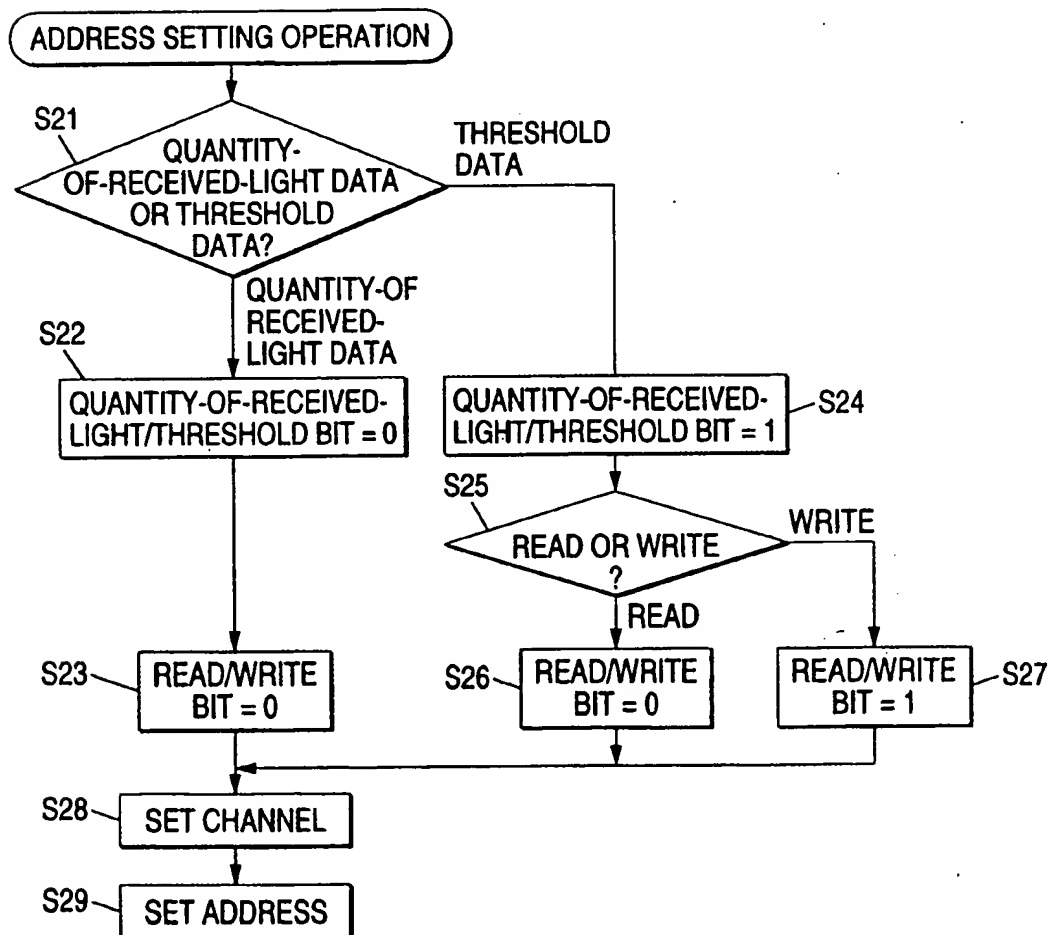 ADDRESS SETTING OPERATION
S21
QUANTITY-
OF-RECEIVED-LIGHT DATA
OR THRESHOLD
DATA?
THRESHOLD
DATA
QUANTITY-OF
RECEIVED-
LIGHT DATA
S22
QUANTITY-OF-RECEIVED-
LIGHT/THRESHOLD BIT = 0
QUANTITY-OF-RECEIVED-
LIGHT/THRESHOLD BIT = 1
S24
S25
READ OR WRITE
?
WRITE
READ
S23
READ/WRITE
BIT = 0
S26
READ/WRITE
BIT = 0
READ/WRITE
BIT = 1
S27
S28
SET CHANNEL
S29
SET ADDRESS